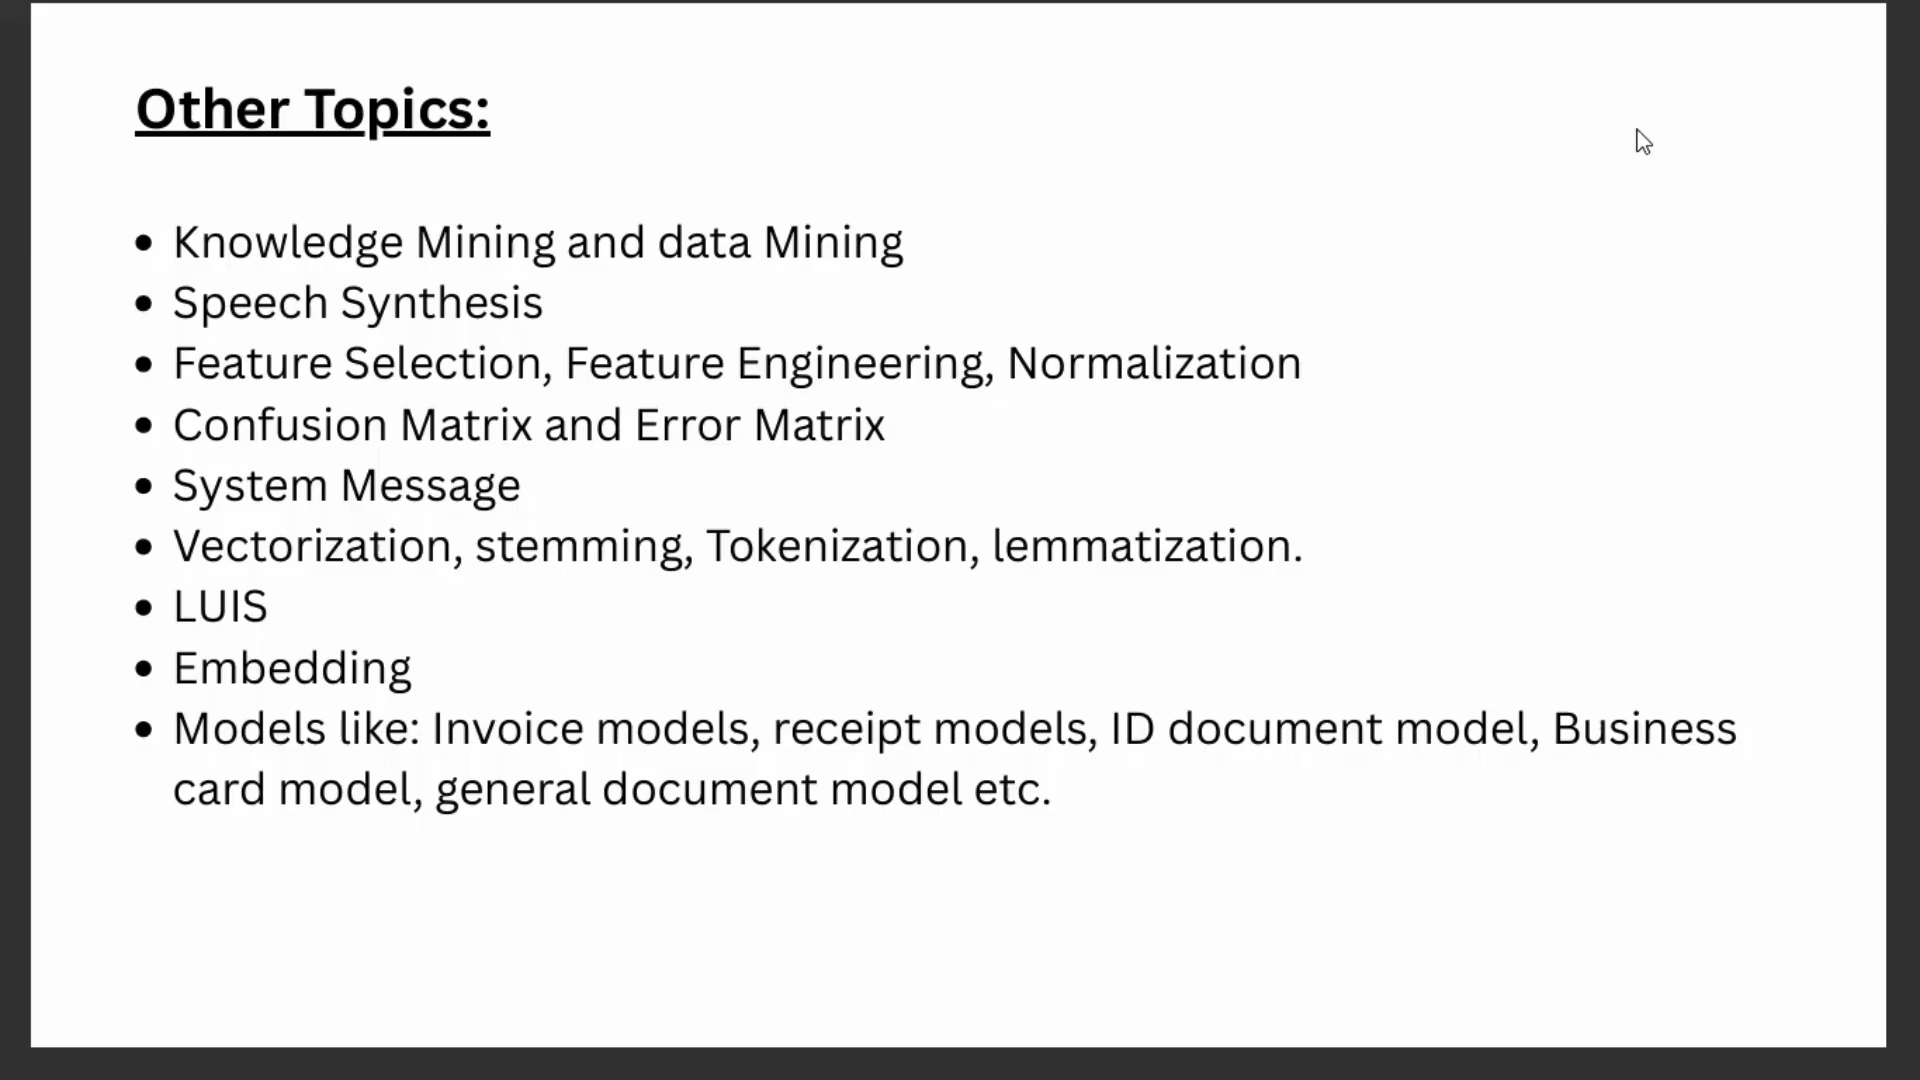 Other Topics:
• Knowledge Mining and data Mining
• Speech Synthesis
• Feature Selection, Feature Engineering, Normalization
• Confusion Matrix and Error Matrix
• System Message
• Vectorization, stemming, Tokenization, lemmatization.
• LUIS
• Embedding
• Models like: Invoice models, receipt models, ID document model, Business
card model, general document model etc.